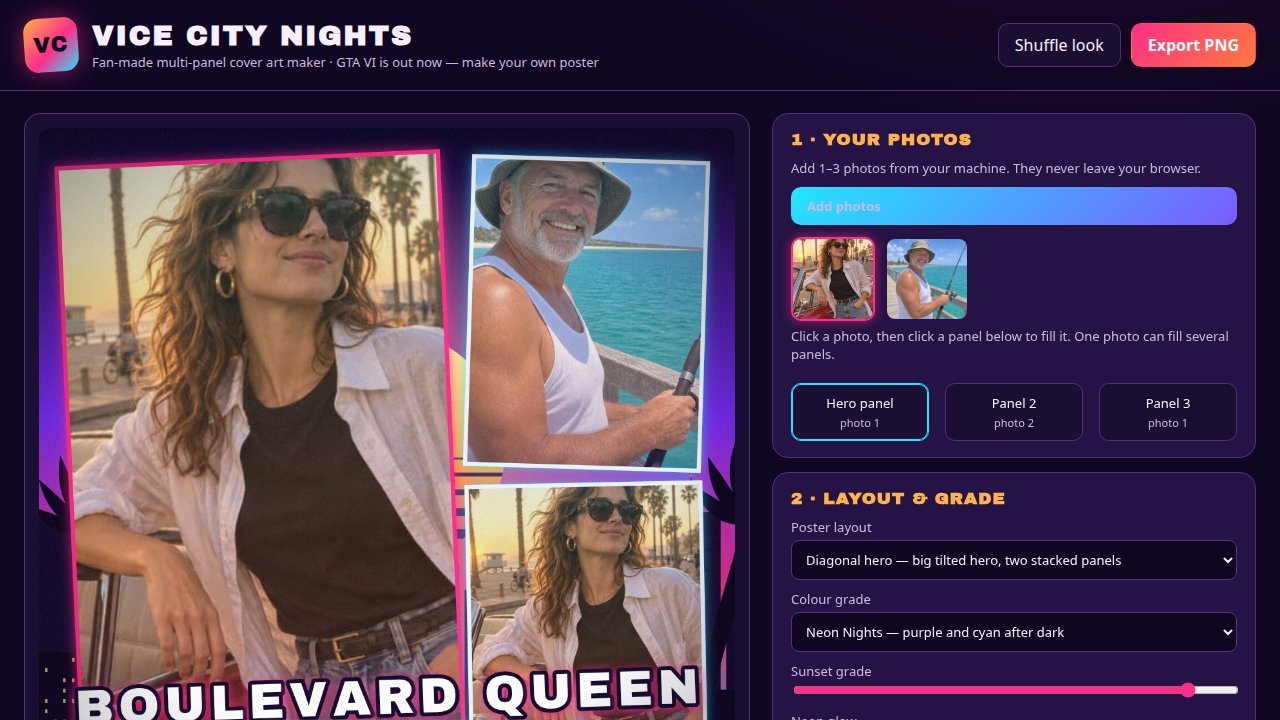 VC
VICE CITY NIGHTS
Fan-made multi-panel cover art maker · GTA VI is out now — make your own poster
Shuffle look
Export PNG
BOULEVARD QUEEN
1 · YOUR PHOTOS
Add 1–3 photos from your machine. They never leave your browser.
Add photos
Click a photo, then click a panel below to fill it. One photo can fill several
panels.
Hero panel
photo 1
Panel 2
photo 2
Panel 3
photo 1
2 · LAYOUT & GRADE
Poster layout
Diagonal hero — big tilted hero, two stacked panels
Colour grade
Neon Nights — purple and cyan after dark
Sunset grade